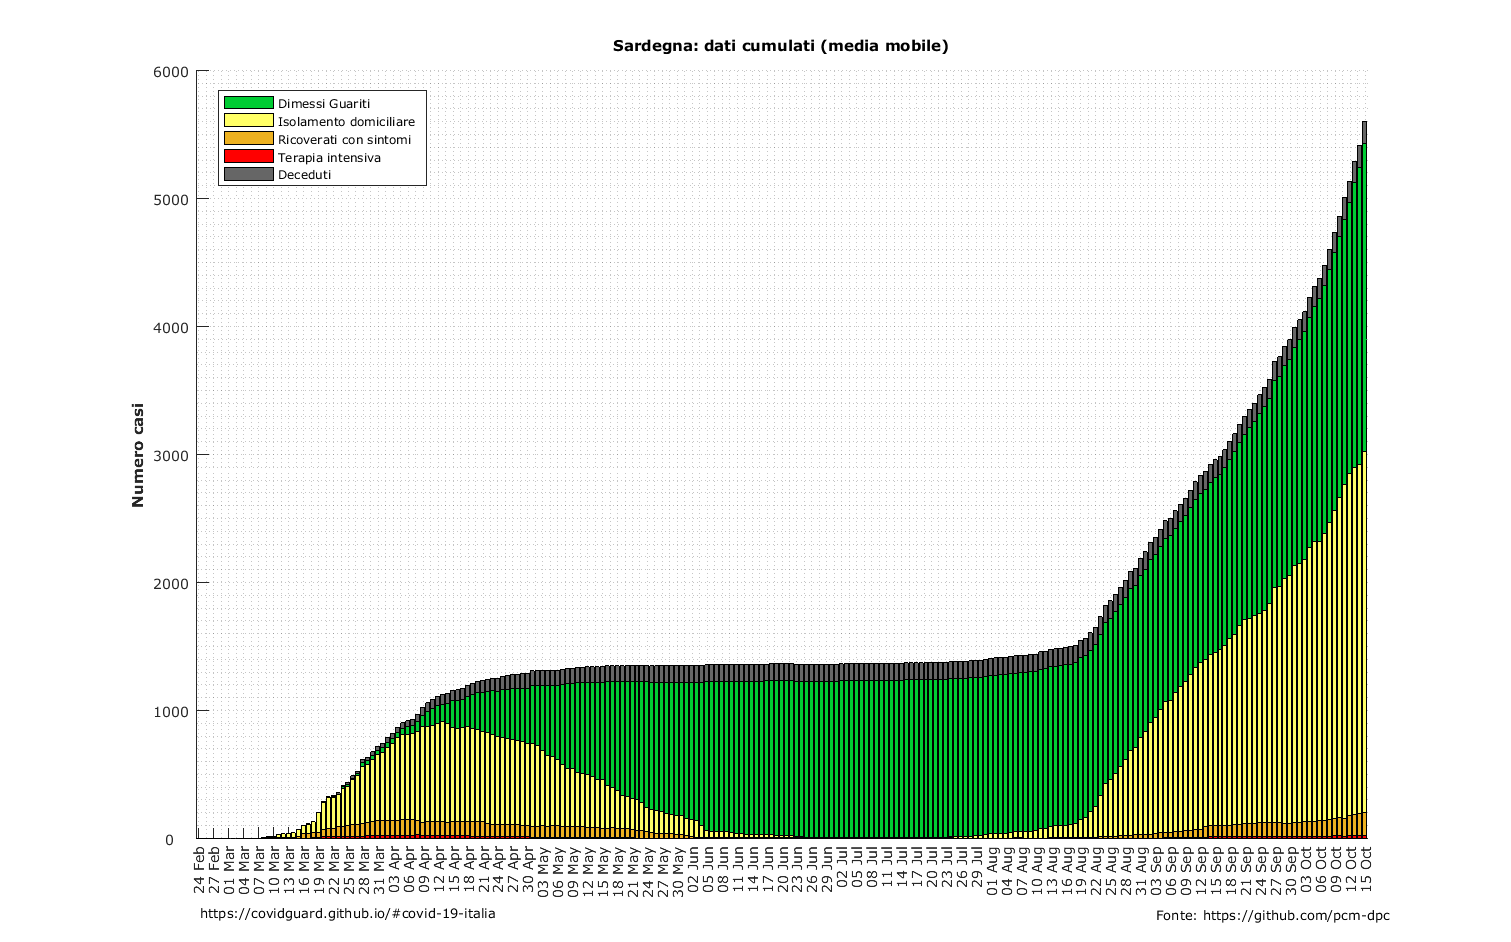 Sardegna: dati cumulati (media mobile)
6000
5000
4000
3000
2000
1000
0
Numero casi
Dimessi Guariti
Isolamento domiciliare
Ricoverati con sintomi
Terapia intensiva
Deceduti
24 Feb
27 Feb
01 Mar
04 Mar
07 Mar
10 Mar
13 Mar
16 Mar
19 Mar
22 Mar
25 Mar
28 Mar
31 Mar
03 Apr
06 Apr
09 Apr
12 Apr
15 Apr
18 Apr
21 Apr
24 Apr
27 Apr
30 Apr
03 May
06 May
09 May
12 May
15 May
18 May
21 May
24 May
27 May
30 May
02 Jun
05 Jun
08 Jun
11 Jun
14 Jun
17 Jun
20 Jun
23 Jun
26 Jun
29 Jun
02 Jul
05 Jul
08 Jul
11 Jul
14 Jul
17 Jul
20 Jul
23 Jul
26 Jul
29 Jul
01 Aug
04 Aug
07 Aug
10 Aug
13 Aug
16 Aug
19 Aug
22 Aug
25 Aug
28 Aug
31 Aug
03 Sep
06 Sep
09 Sep
12 Sep
15 Sep
18 Sep
21 Sep
24 Sep
27 Sep
30 Sep
03 Oct
06 Oct
09 Oct
12 Oct
15 Oct
https://covidguard.github.io/#covid-19-italia
Fonte: https://github.com/pcm-dpc